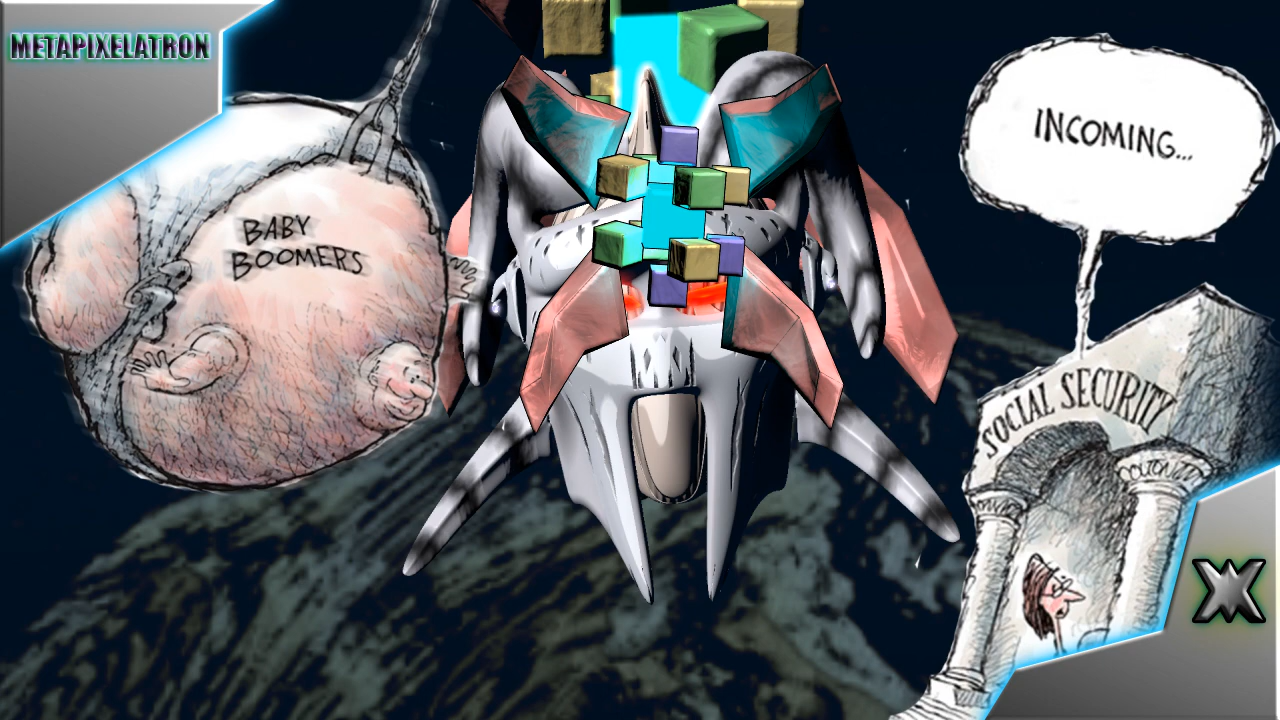 METAPIXELATRON
BABY
BOOMERS
INCOMING...
SOCIAL SECURITY
X